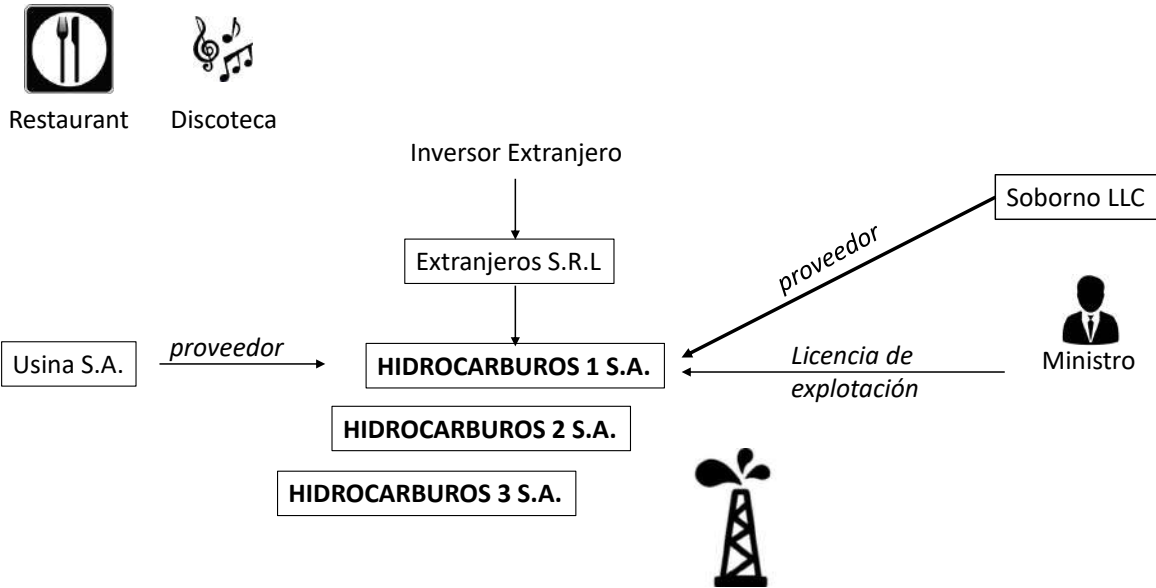 Restaurant
Discoteca
Inversor Extranjero
Soborno LLC
proveedor
Extranjeros S.R.L
Ministro
Usina S.A.
proveedor
HIDROCARBUROS 1 S.A.
Licencia de
explotación
HIDROCARBUROS 2 S.A.
HIDROCARBUROS 3 S.A.